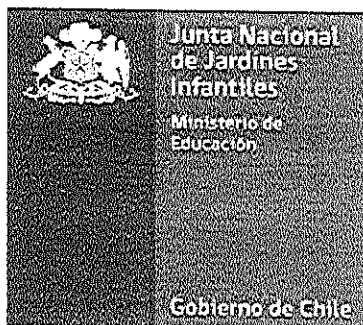 Junta Nacional
de Jardines
Infantiles
Ministerio de
Educación
Gobierno de Chile